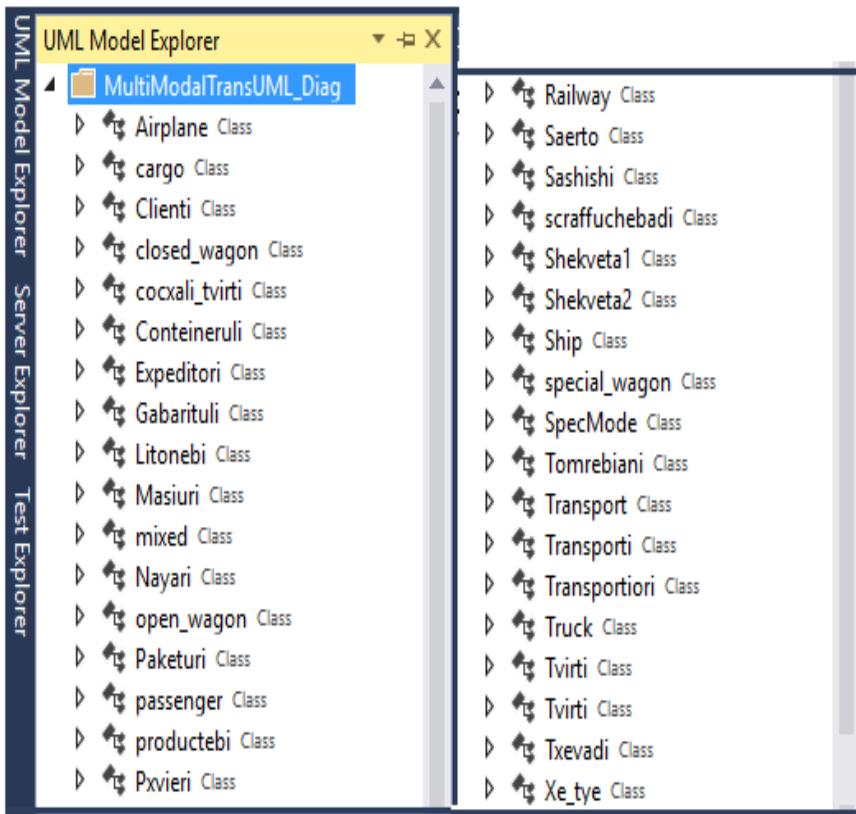 UML Model Explorer
Server Explorer
Test Explorer
UML Model Explorer
MultiModalTransUML_Diag
Airplane Class
cargo Class
Clienti Class
closed_wagon Class
cocxali_tvirti Class
Conteineruli Class
Expeditori Class
Gabarituli Class
Litonebi Class
Masiuri Class
mixed Class
Nayari Class
open_wagon Class
Paketuri Class
passenger Class
productebi Class
Pxvieri Class
Railway Class
Saerto Class
Sashishi Class
scraffuchebadi Class
Shekveta1 Class
Shekveta2 Class
Ship Class
special_wagon Class
SpecMode Class
Tomrebiani Class
Transport Class
Transporti Class
Transportiori Class
Truck Class
Tvirti Class
Tvirti Class
Txevadi Class
Xe_tye Class